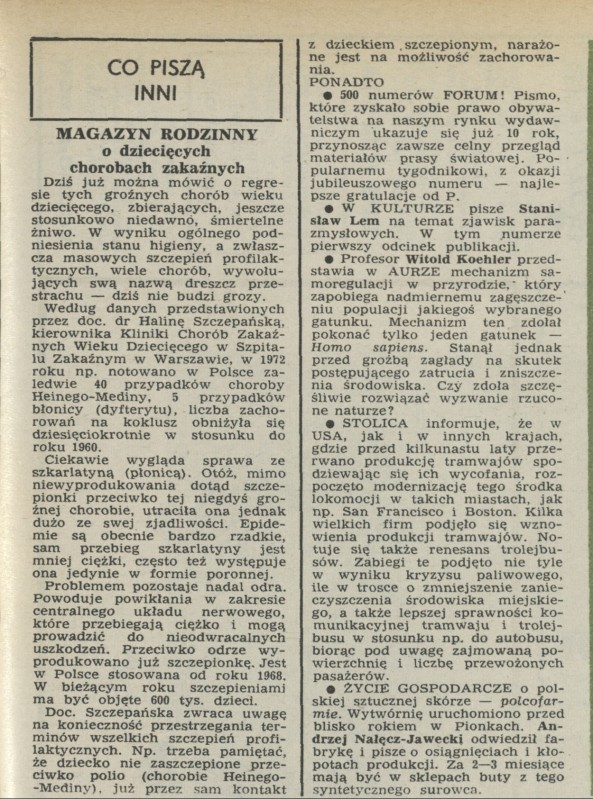 CO PISZĄ
INNI
MAGAZYN RODZINNY
o dziecięcych
chorobach zakaźnych
Dziś już można mówić o regre-
sie tych groźnych chorób wieku
dziecięcego, zbierających, jeszcze
stosunkowo niedawno, śmiertelne
żniwo. W wyniku ogólnego pod-
niesienia stanu higieny, a zwłasz-
cza masowych szczepień profilak-
tycznych, wiele chorób, wywołu-
jących swą nazwą dreszcz prze-
strachu — dziś nie budzi grozy.
Według danych przedstawionych
przez doc. dr Halinę Szczepańską,
kierownika Kliniki Chorób Zakaź-
nych Wieku Dziecięcego w Szpita-
lu Zakaźnym w Warszawie, w 1972
roku np. notowano w Polsce za-
ledwie 40 przypadków choroby
Heinego-Mediny, 5 przypadków
błonicy (dyfterytu), liczba zacho-
rowań na koklusz obniżyła się
dziesięciokrotnie w stosunku do
roku 1960.
Ciekawie wygląda sprawa ze
szkarlatyną (płonicą). Otóż, mimo
niewyprodukowania dotąd szcze-
pionki przeciwko tej niegdyś gro-
źnej chorobie, utraciła ona jednak
dużo ze swej zjadliwości. Epide-
mie są obecnie bardzo rzadkie,
sam przebieg szkarlatyny jest
mniej ciężki, często też występuje
ona jedynie w formie poronnej.
Problemem pozostaje nadal odra.
Powoduje powikłania w zakresie
centralnego układu nerwowego,
które przebiegają ciężko i mogą
prowadzić do nieodwracalnych
uszkodzeń. Przeciwko odrze wy-
produkowano już szczepionkę. Jest
w Polsce stosowana od roku 1968.
W bieżącym roku szczepieniami
ma być objęte 600 tys. dzieci.
Doc. Szczepańska zwraca uwagę
na konieczność przestrzegania ter-
minów wszelkich szczepień profi-
laktycznych. Np. trzeba pamiętać,
że dziecko nie zaszczepione prze-
ciwko polio (chorobie Heinego-
-Mediny), już przez sam kontakt
z dzieckiem szczepionym, narażo-
ne jest na możliwość zachorowa-
nia.
PONADTO
● 500 numerów FORUM! Pismo,
które zyskało sobie prawo obywa-
telstwa na naszym rynku wydaw-
niczym ukazuje się już 10 rok,
przynosząc zawsze celny przegląd
materiałów prasy światowej. Po-
pularnemu tygodnikowi, z okazji
jubileuszowego numeru — najle-
psze gratulacje od P.
● W KULTURZE pisze Stani-
sław Lem na temat zjawisk para-
zmysłowych. W tym numerze
pierwszy odcinek publikacji.
● Profesor Witold Koehler przed-
stawia w AURZE mechanizm sa-
moregulacji w przyrodzie, który
zapobiega nadmiernemu zagęszcze-
niu populacji jakiegoś wybranego
gatunku. Mechanizm ten zdołał
pokonać tylko jeden gatunek —
Homo sapiens. Stanął jednak
przed groźbą zagłady na skutek
postępującego zatrucia i zniszcze-
nia środowiska. Czy zdoła szczę-
śliwie rozwiązać wyzwanie rzuco-
ne naturze?
● STOLICA informuje, że w
USA, jak i w innych krajach,
gdzie przed kilkunastu laty prze-
rwano produkcję tramwajów spo-
dziewając się ich wycofania, roz-
poczęto modernizację tego środka
lokomocji w takich miastach, jak
np. San Francisco i Boston. Kilka
wielkich firm podjęło się wzno-
wienia produkcji tramwajów. No-
tuje się także renesans trolejbu-
sów. Zabiegi te podjęto nie tyle
w wyniku kryzysu paliwowego,
ile w trosce o zmniejszenie zanie-
czyszczenia środowiska miejskie-
go, a także lepszej sprawności ko-
munikacyjnej tramwaju i trolej-
busu w stosunku np. do autobusu,
biorąc pod uwagę zajmowaną po-
wierzchnię i liczbę przewożonych
pasażerów.
● ŻYCIE GOSPODARCZE o pol-
skiej sztucznej skórze — polcofar-
mie. Wytwórnię uruchomiono przed
blisko rokiem w Pionkach. An-
drzej Nałęcz-Jawecki odwiedził fa-
brykę i pisze o osiągnięciach i kło-
potach produkcji. Za 2—3 miesiące
mają być w sklepach buty z tego
syntetycznego surowca.